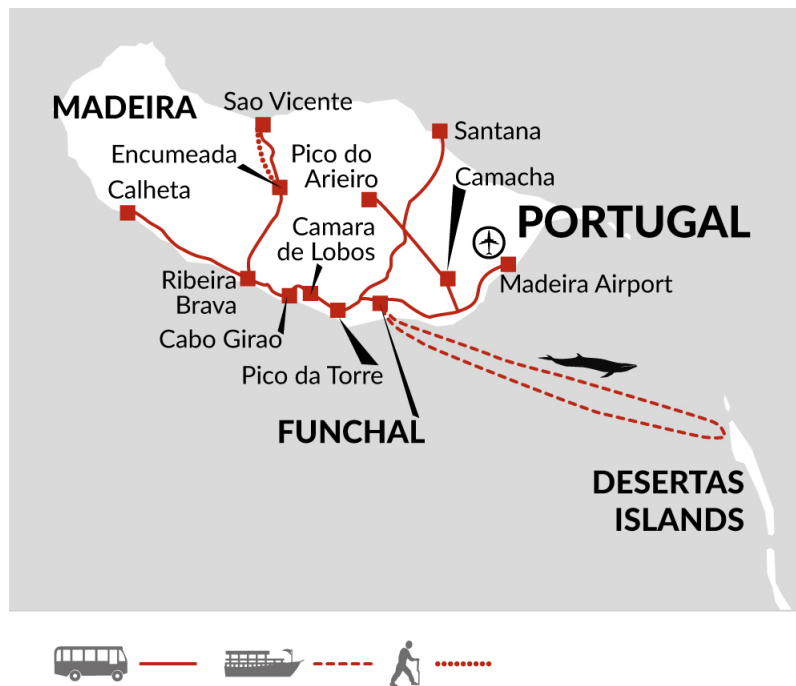 MADEIRA
Sao Vicente
Santana
Encumeada
Pico do
Arieiro
Camacha
Calheta
PORTUGAL
Camara
de Lobos
Ribeira
Brava
Madeira Airport
Cabo Girao
Pico da Torre
FUNCHAL
DESERTAS
ISLANDS